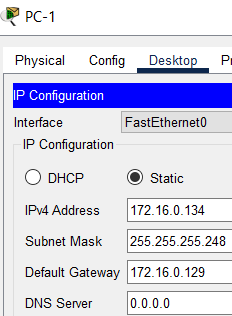 PC-1
Physical Config Desktop
IP Configuration
Interface FastEthernet0
IP Configuration
DHCP Static
IPv4 Address 172.16.0.134
Subnet Mask 255.255.255.248
Default Gateway 172.16.0.129
DNS Server 0.0.0.0